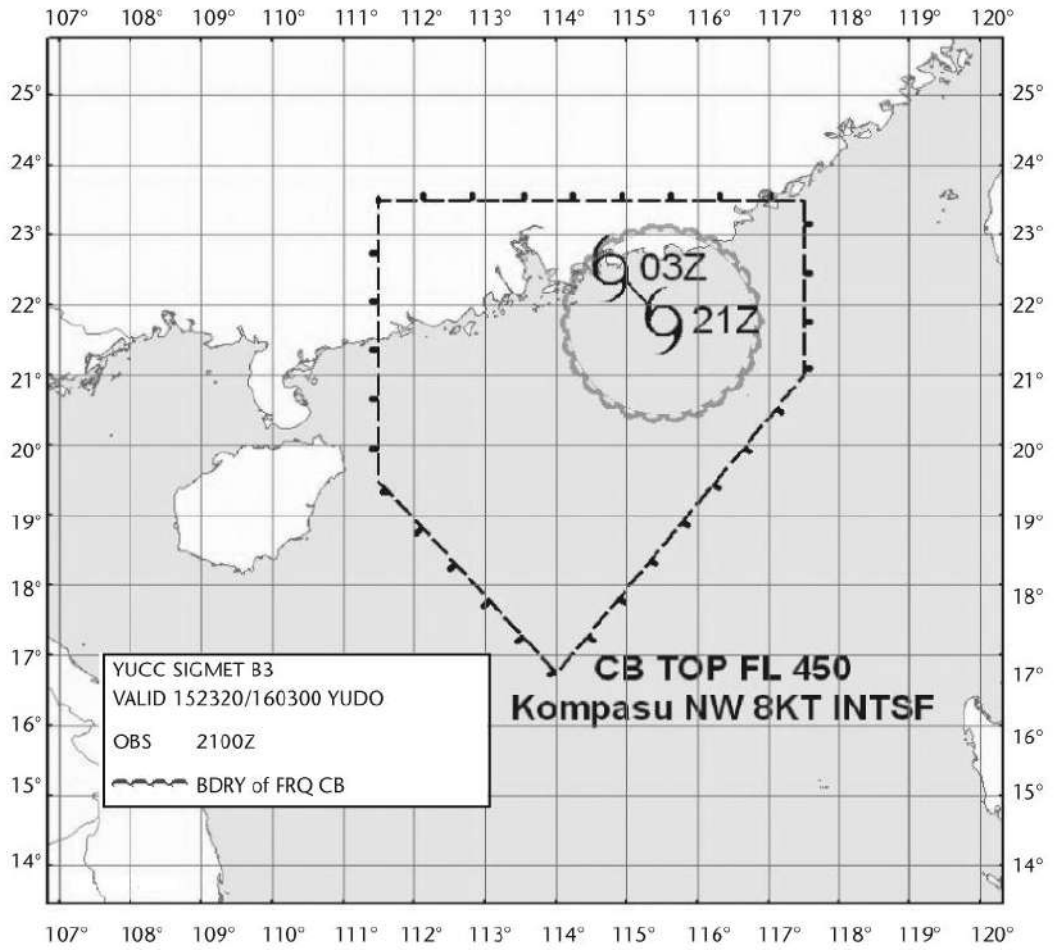 107° 108° 109° 110° 111° 112° 113° 114° 115° 116° 117° 118° 119° 120°
25° 25°
24° 24°
23° 23°
03Z
22° 22°
21Z
21° 21°
20° 20°
19° 19°
18° 18°
17° 17°
CB TOP FL 450
Kompasu NW 8KT INTSF
YUCC SIGMET B3
VALID 152320/160300 YUDO
16° 16°
OBS 2100Z
15° 15°
BDRY of FRQ CB
14° 14°
107° 108° 109° 110° 111° 112° 113° 114° 115° 116° 117° 118° 119° 120°